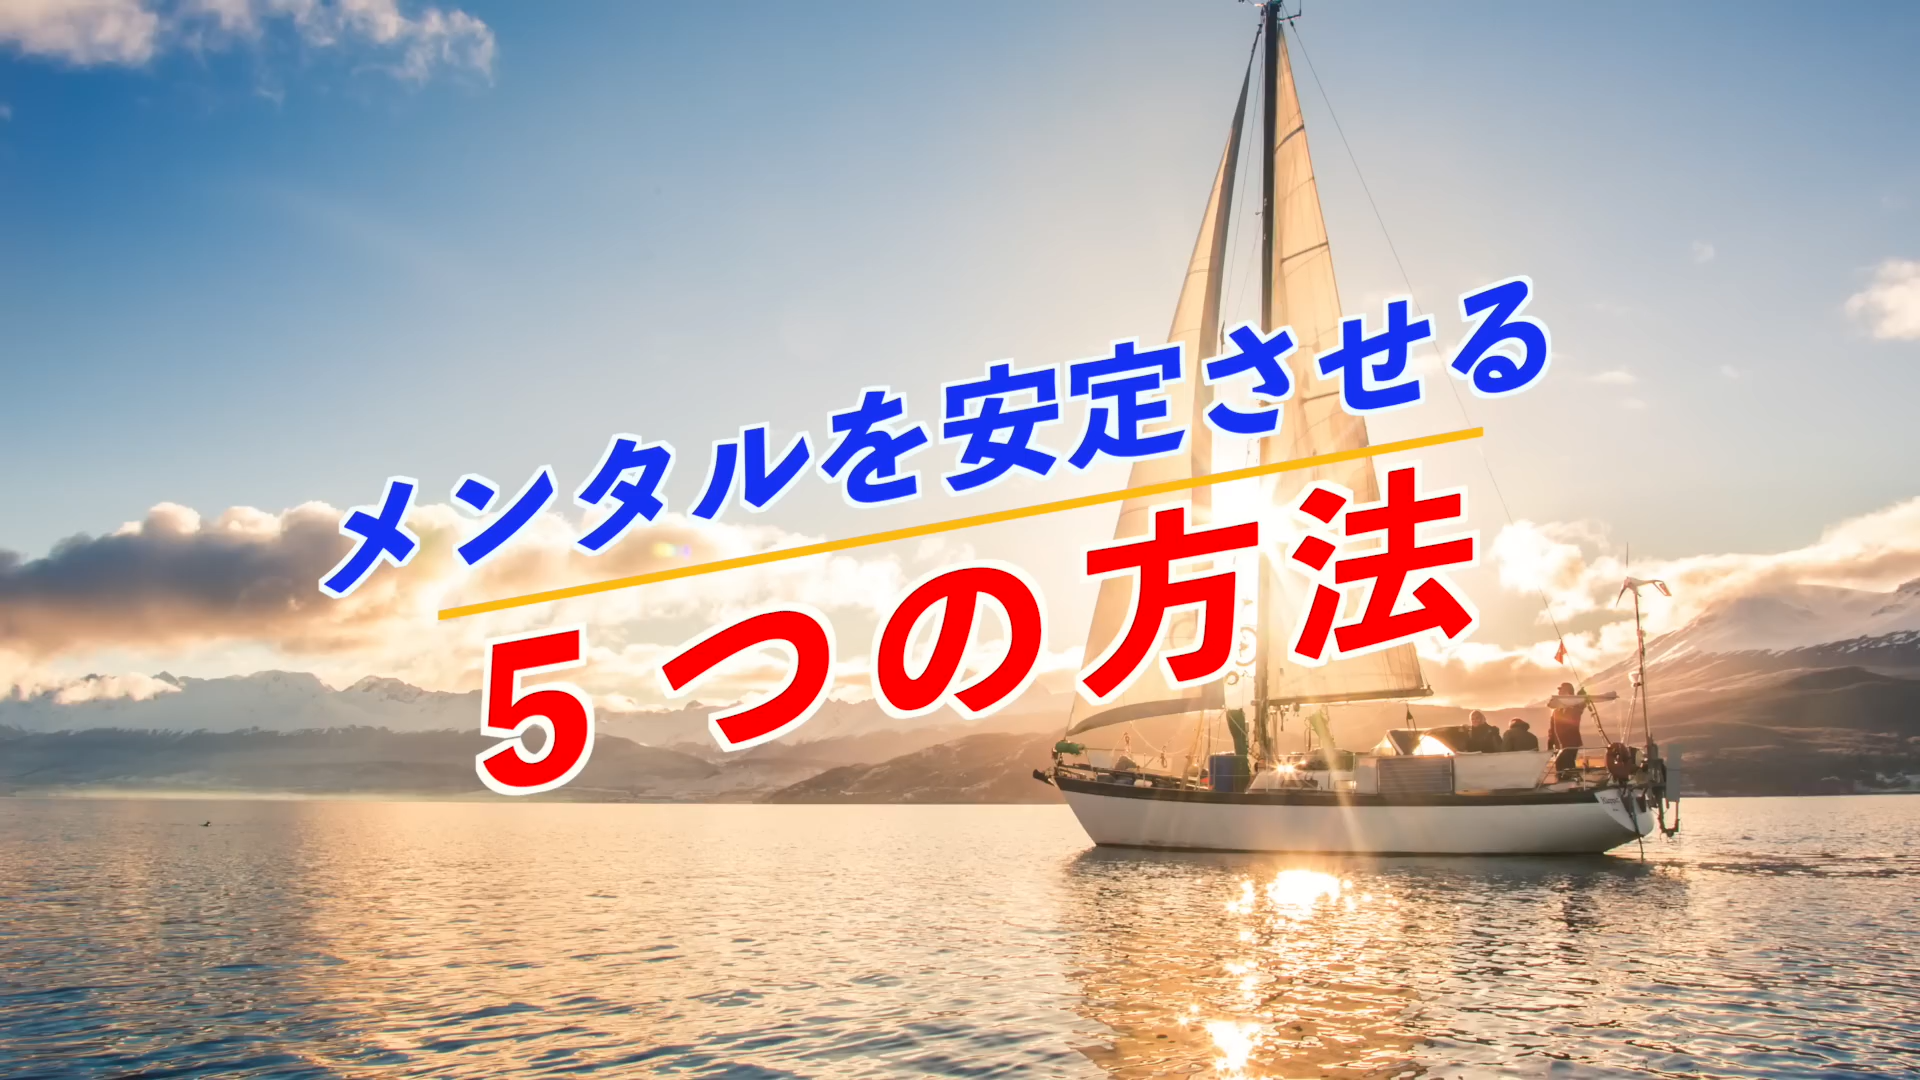 メンタルを安定させる
５つの方法